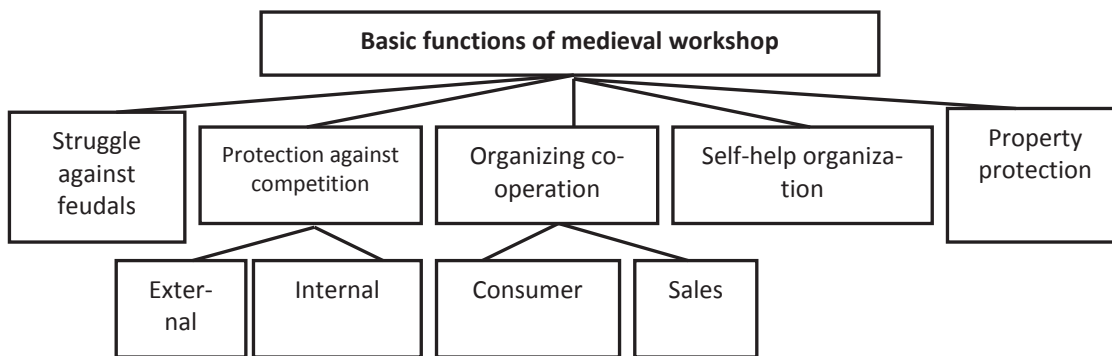 Basic functions of medieval workshop
Struggle
against
feudals
Protection against
competition
Organizing co-
operation
Self-help organiza-
tion
Property
protection
Exter-
nal
Internal
Consumer
Sales